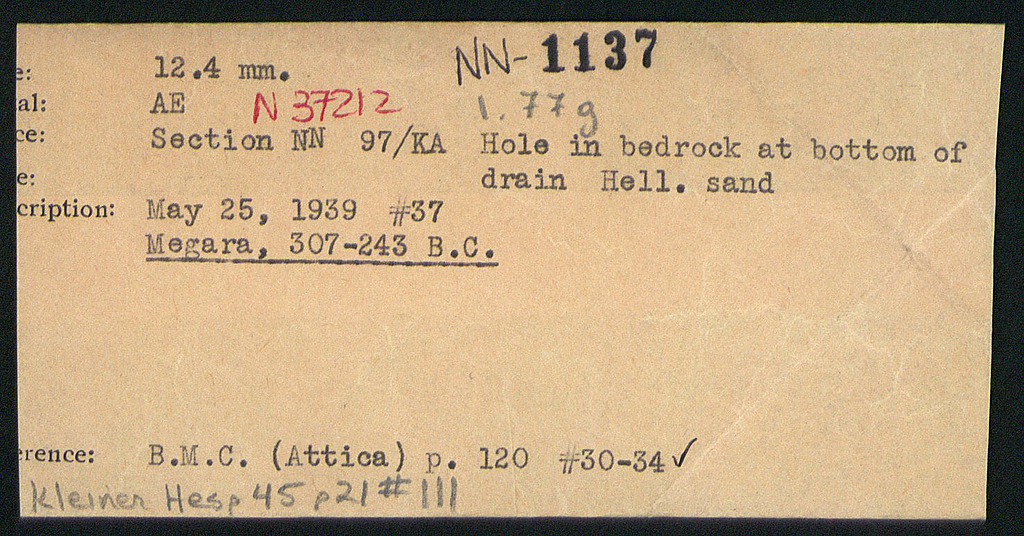 NN-1137
e: 12.4 mm.
al: AE N 37212 1.77g
ce: Section NN 97/KA Hole in bedrock at bottom of
e: drain Hell. sand
cription: May 25, 1939 #37
Megara, 307-243 B.C.
erence: B.M.C. (Attica) p. 120 #30-34 ✓
Kleiner Hesp 45 p21 # 111